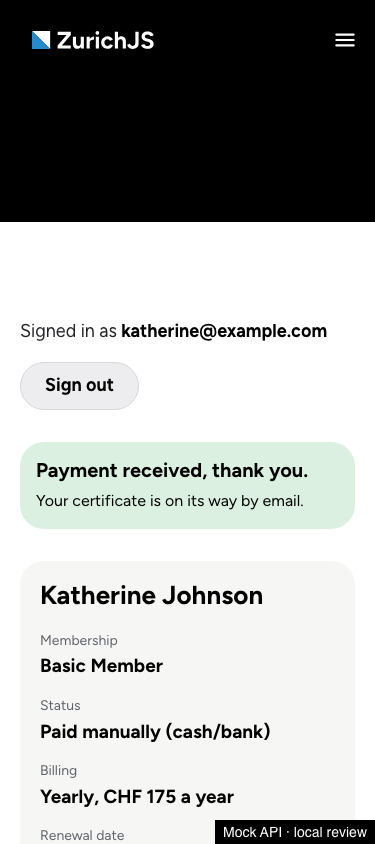 ZurichJS
Signed in as katherine@example.com
Sign out
Payment received, thank you.
Your certificate is on its way by email.
Katherine Johnson
Membership
Basic Member
Status
Paid manually (cash/bank)
Billing
Yearly, CHF 175 a year
Renewal date
Mock API · local review